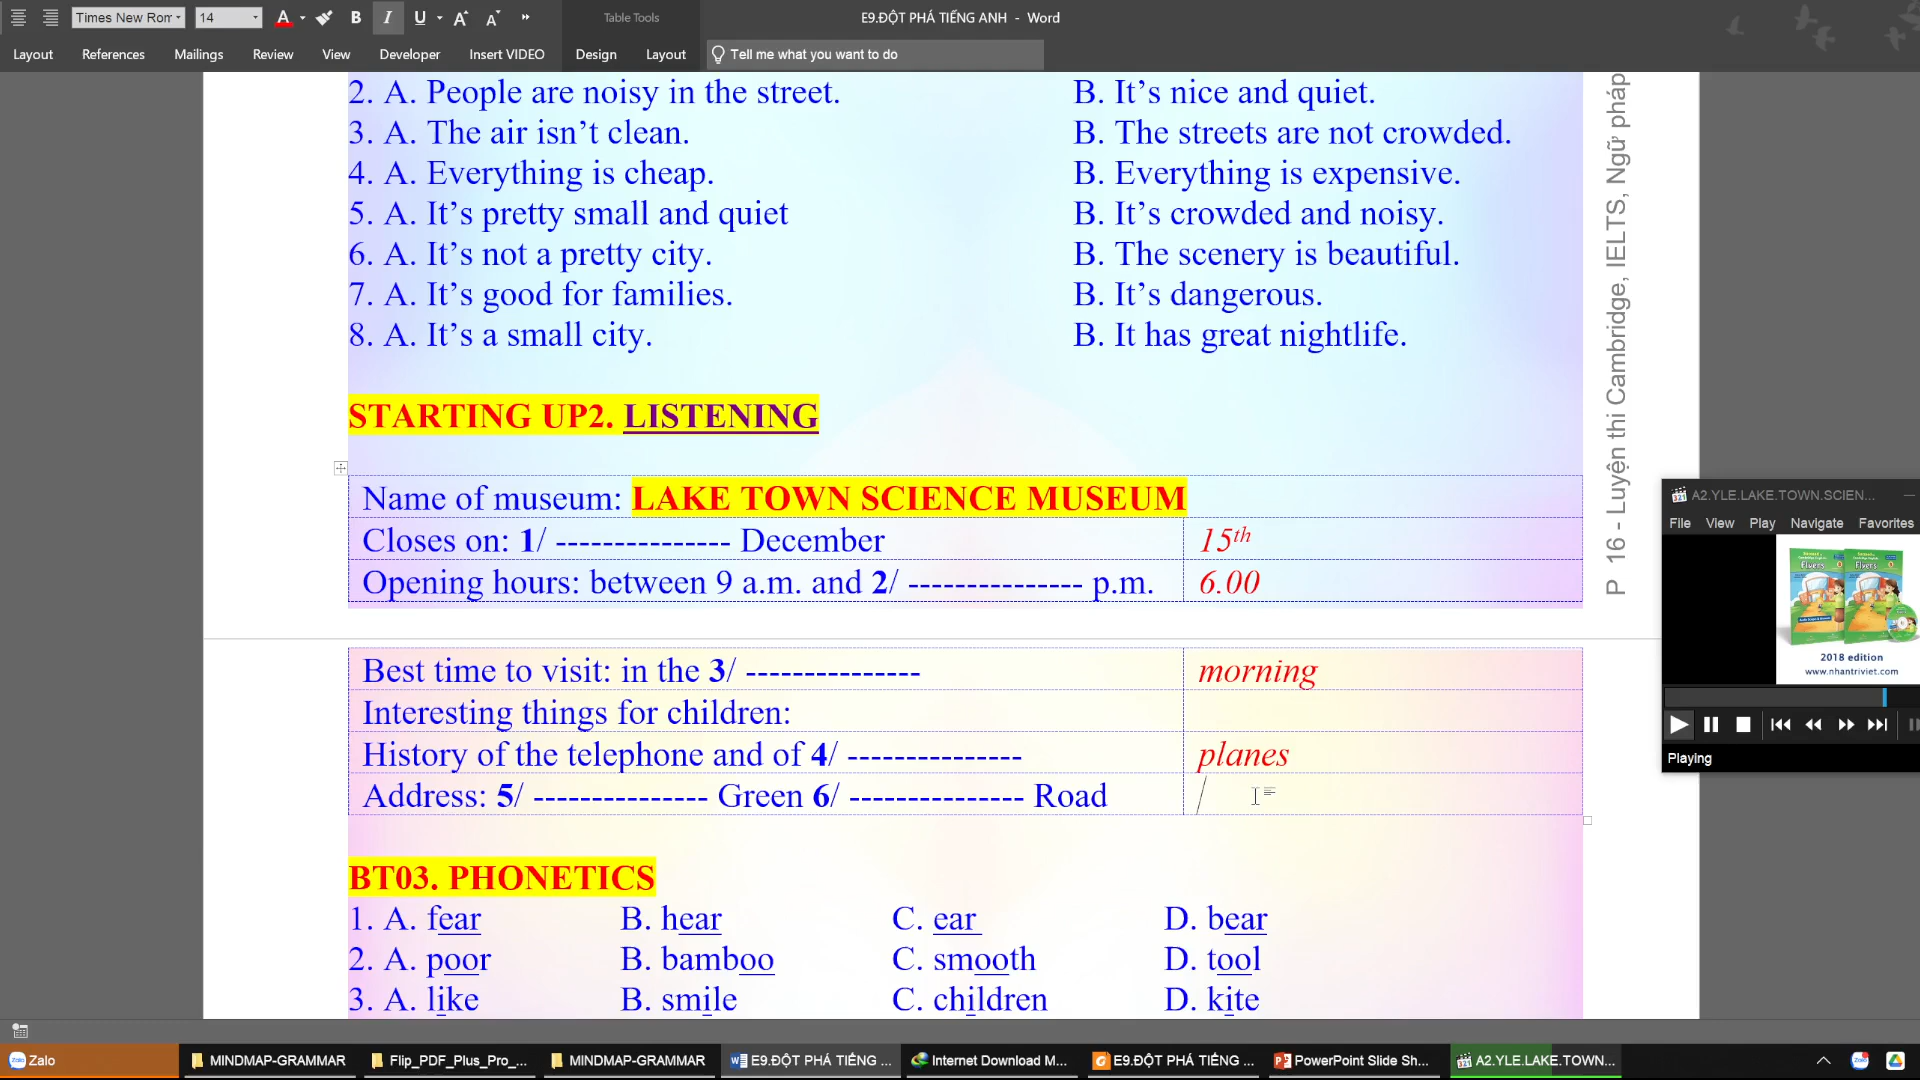 Times New Rom 14 A B I U A A »
Table Tools
E9.ĐỘT PHÁ TIẾNG ANH - Word
Layout References Mailings Review View Developer Insert VIDEO Design Layout Tell me what you want to do
2. A. People are noisy in the street. B. It's nice and quiet.
3. A. The air isn't clean. B. The streets are not crowded.
4. A. Everything is cheap. B. Everything is expensive.
5. A. It's pretty small and quiet B. It's crowded and noisy.
6. A. It's not a pretty city. B. The scenery is beautiful.
7. A. It's good for families. B. It's dangerous.
8. A. It's a small city. B. It has great nightlife.
STARTING UP2. LISTENING
Name of museum: LAKE TOWN SCIENCE MUSEUM
Closes on: 1/ --------------- December 15th
Opening hours: between 9 a.m. and 2/ --------------- p.m. 6.00
Best time to visit: in the 3/ --------------- morning
Interesting things for children:
History of the telephone and of 4/ --------------- planes
Address: 5/ --------------- Green 6/ --------------- Road
BT03. PHONETICS
1. A. fear B. hear C. ear D. bear
2. A. poor B. bamboo C. smooth D. tool
3. A. like B. smile C. children D. kite
P 16 - Luyện thi Cambridge, IELTS, Ngữ pháp
A2.YLE.LAKE.TOWN.SCIEN...
File View Play Navigate Favorites
Flyers Flyers
2018 edition
www.nhantriviet.com
Playing
Zalo MINDMAP-GRAMMAR Flip_PDF_Plus_Pro_... MINDMAP-GRAMMAR E9.ĐỘT PHÁ TIẾNG ... Internet Download M... E9.ĐỘT PHÁ TIẾNG ... PowerPoint Slide Sh... A2.YLE.LAKE.TOWN...